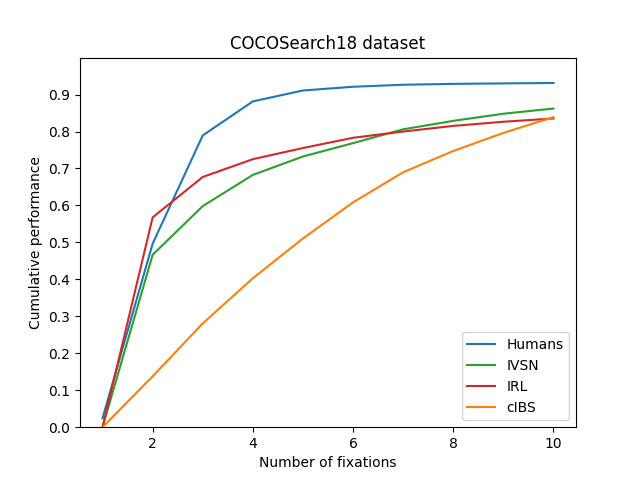 COCOSearch18 dataset
Cumulative performance
0.9
0.8
0.7
0.6
0.5
0.4
0.3
0.2
0.1
0.0
2 4 6 8 10
Number of fixations
Humans
IVSN
IRL
cIBS